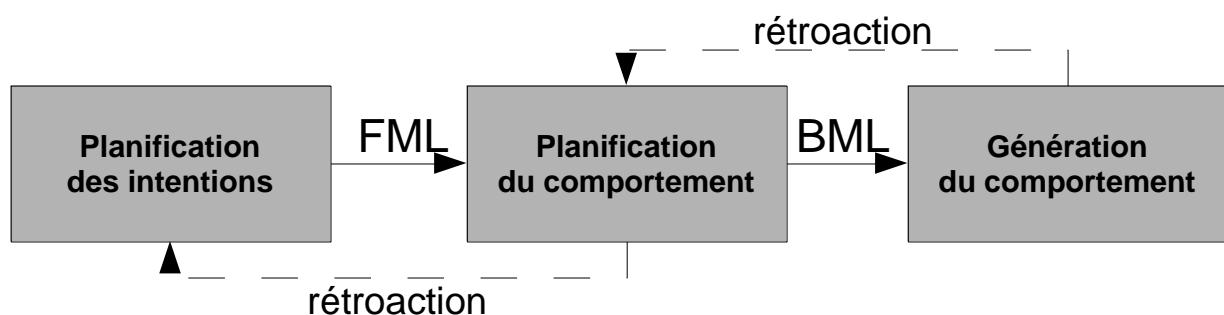 rétroaction
Planification
des intentions
FML
Planification
du comportement
BML
Génération
du comportement
rétroaction